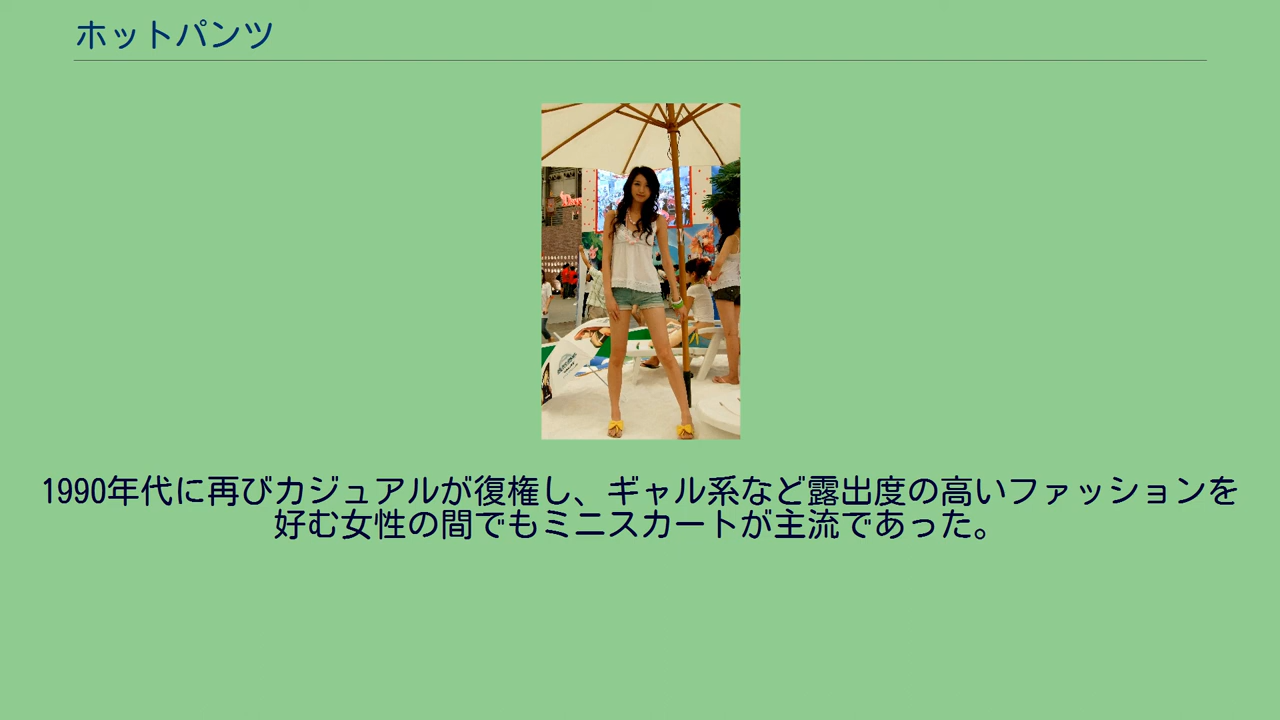 ホットパンツ
1990年代に再びカジュアルが復権し、ギャル系など露出度の高いファッションを
好む女性の間でもミニスカートが主流であった。